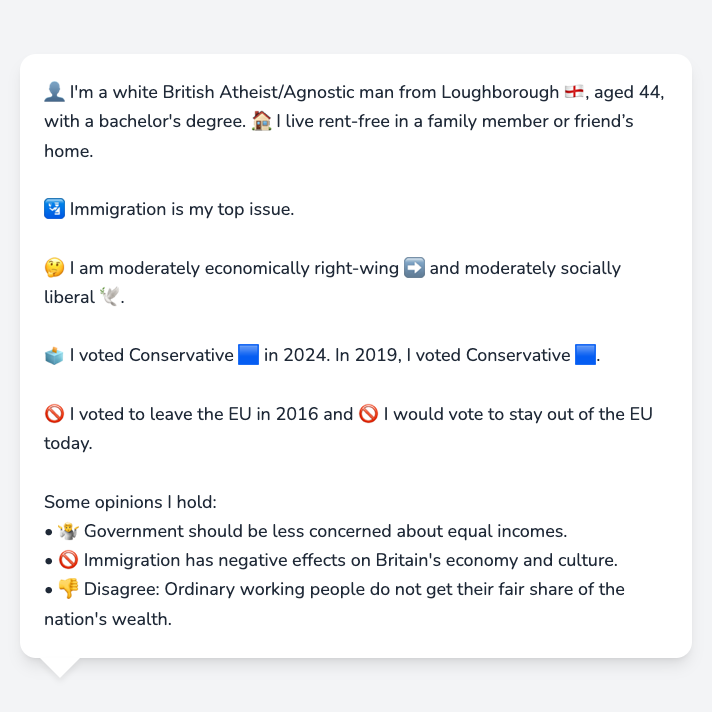 👤 I'm a white British Atheist/Agnostic man from Loughborough 🏴󠁧󠁢󠁥󠁮󠁧󠁿, aged 44,
with a bachelor's degree. 🏠 I live rent-free in a family member or friend’s
home.
🛂 Immigration is my top issue.
🤔 I am moderately economically right-wing ➡️ and moderately socially
liberal 🕊️.
🗳️ I voted Conservative 🟦 in 2024. In 2019, I voted Conservative 🟦.
🚫 I voted to leave the EU in 2016 and 🚫 I would vote to stay out of the EU
today.
Some opinions I hold:
• 🤷 Government should be less concerned about equal incomes.
• 🚫 Immigration has negative effects on Britain's economy and culture.
• 👎 Disagree: Ordinary working people do not get their fair share of the
nation's wealth.